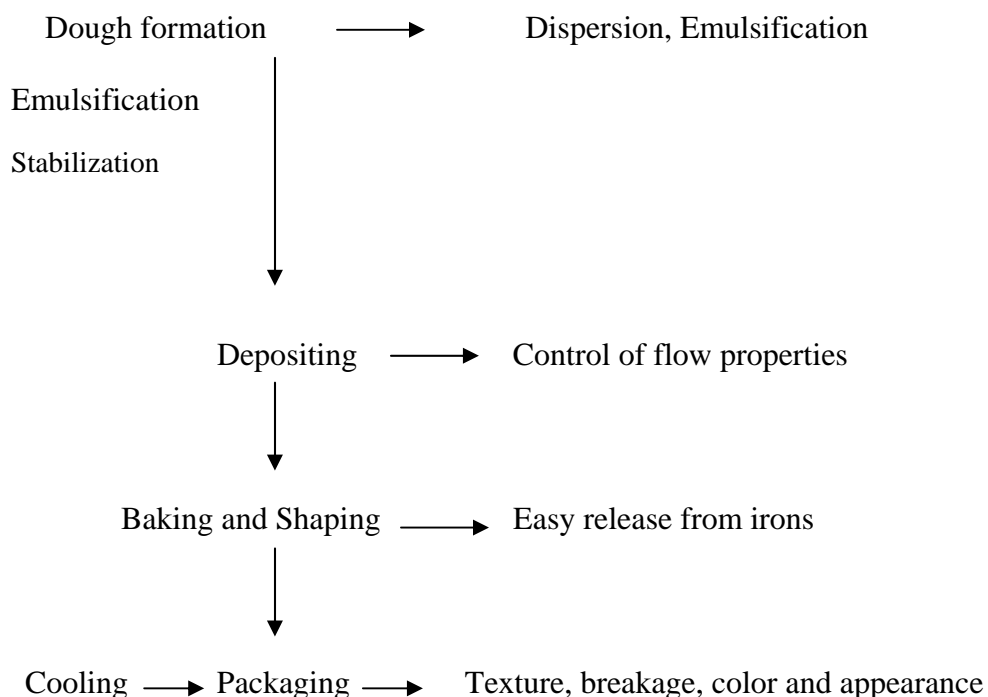 Dough formation Dispersion, Emulsification
Emulsification
Stabilization
Depositing Control of flow properties
Baking and Shaping Easy release from irons
Cooling Packaging Texture, breakage, color and appearance